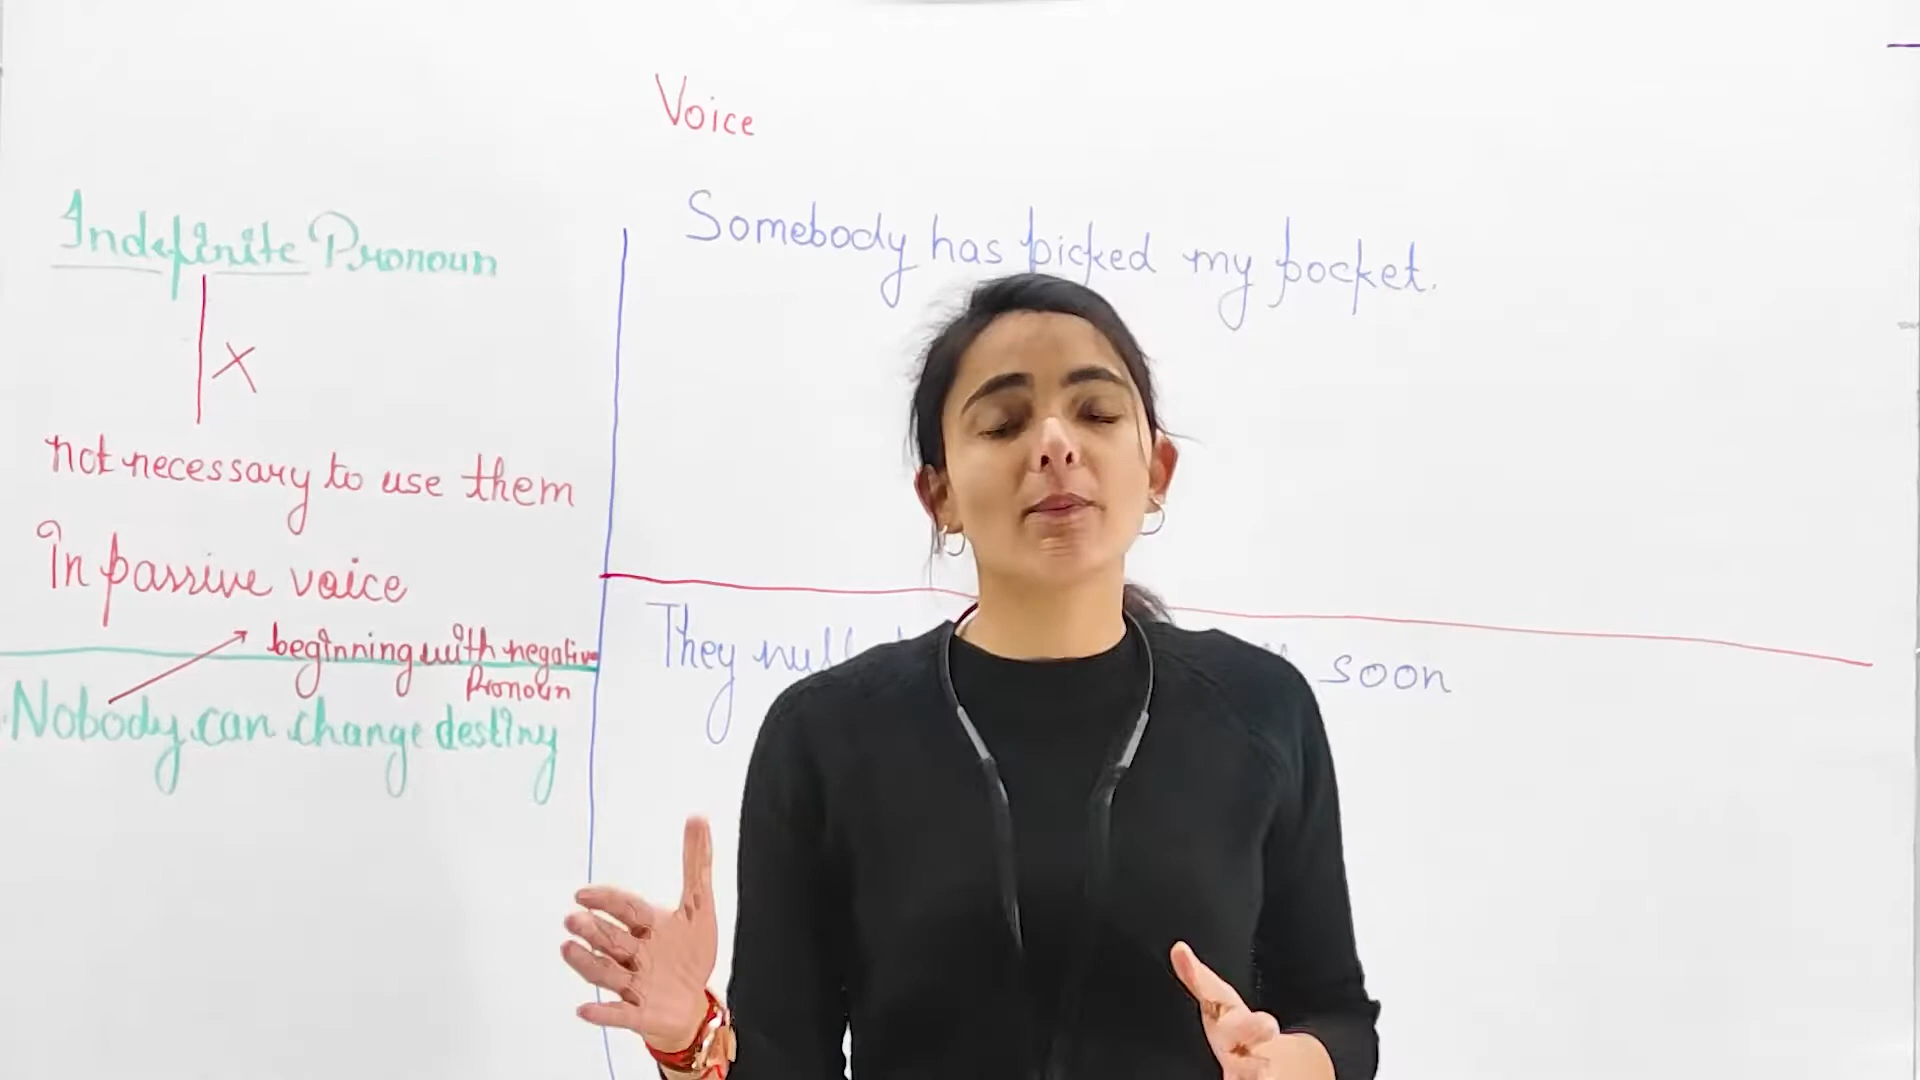 Voice
Indefinite Pronoun
X
not necessary to use them
In passive voice
beginning with negative
Pronoun
Nobody can change destiny
Somebody has picked my pocket.
They soon